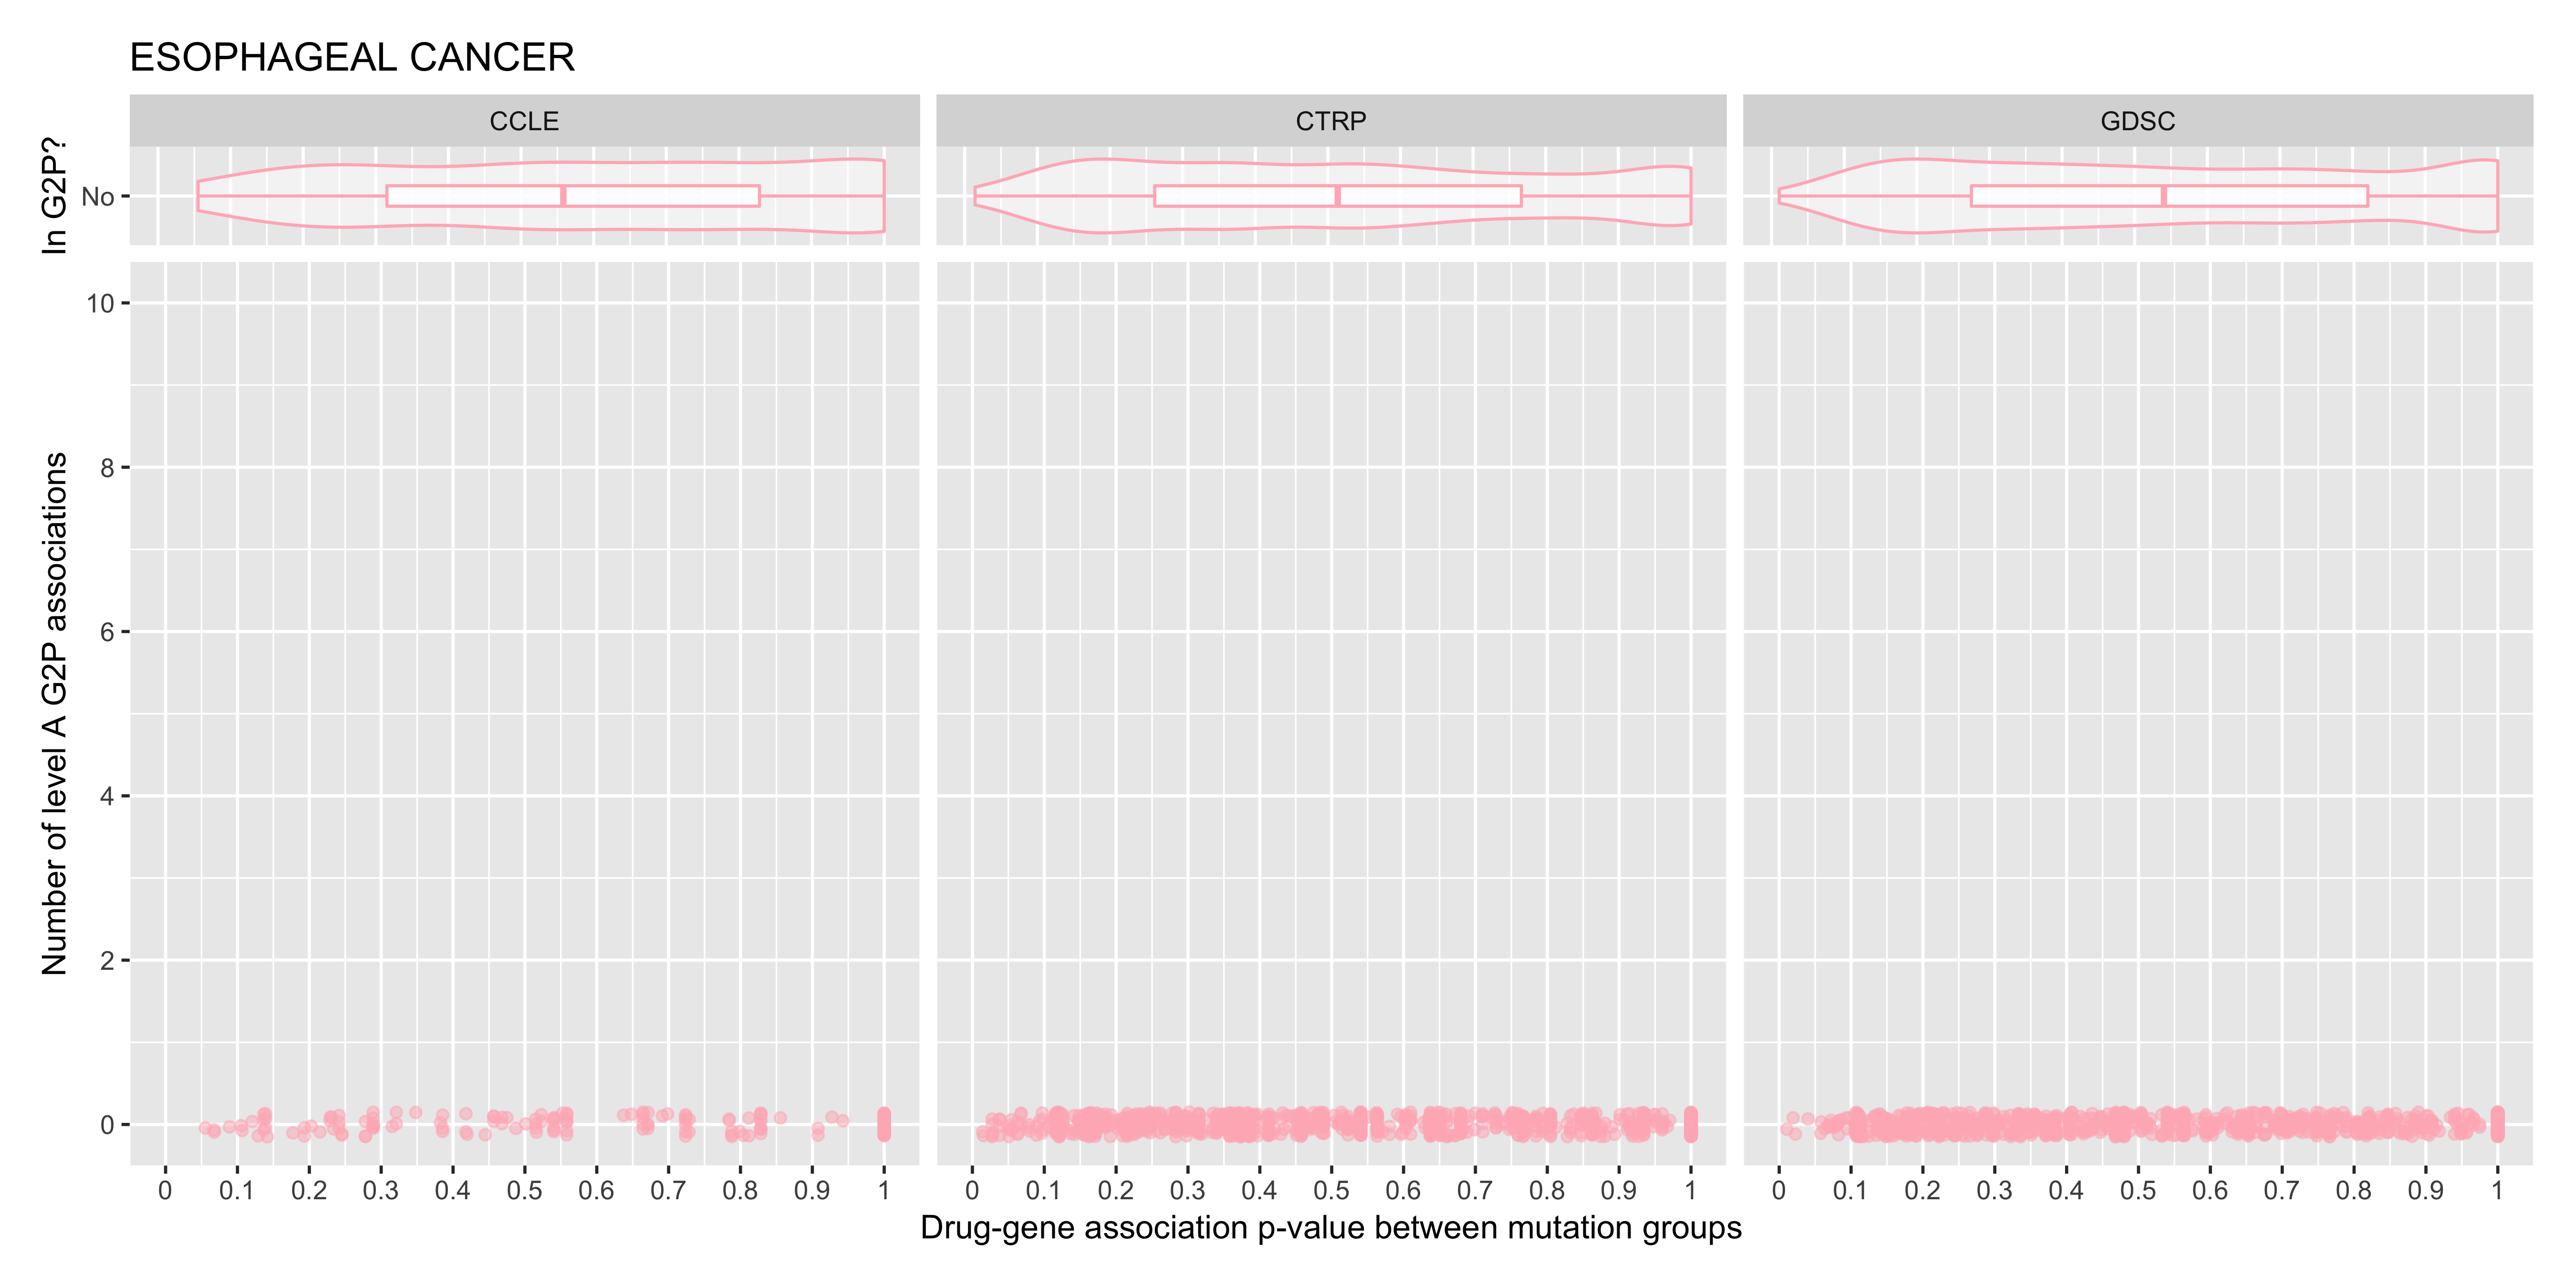 ESOPHAGEAL CANCER
CCLE CTRP GDSC
In G2P?
No
Number of level A G2P associations
10
8
6
4
2
0
0 0.1 0.2 0.3 0.4 0.5 0.6 0.7 0.8 0.9 1 0 0.1 0.2 0.3 0.4 0.5 0.6 0.7 0.8 0.9 1 0 0.1 0.2 0.3 0.4 0.5 0.6 0.7 0.8 0.9 1
Drug-gene association p-value between mutation groups